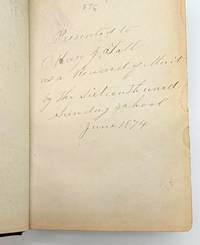 Presented to
as a Reward of Merit
by the Sixteenth ward
Sunday school
June 1874